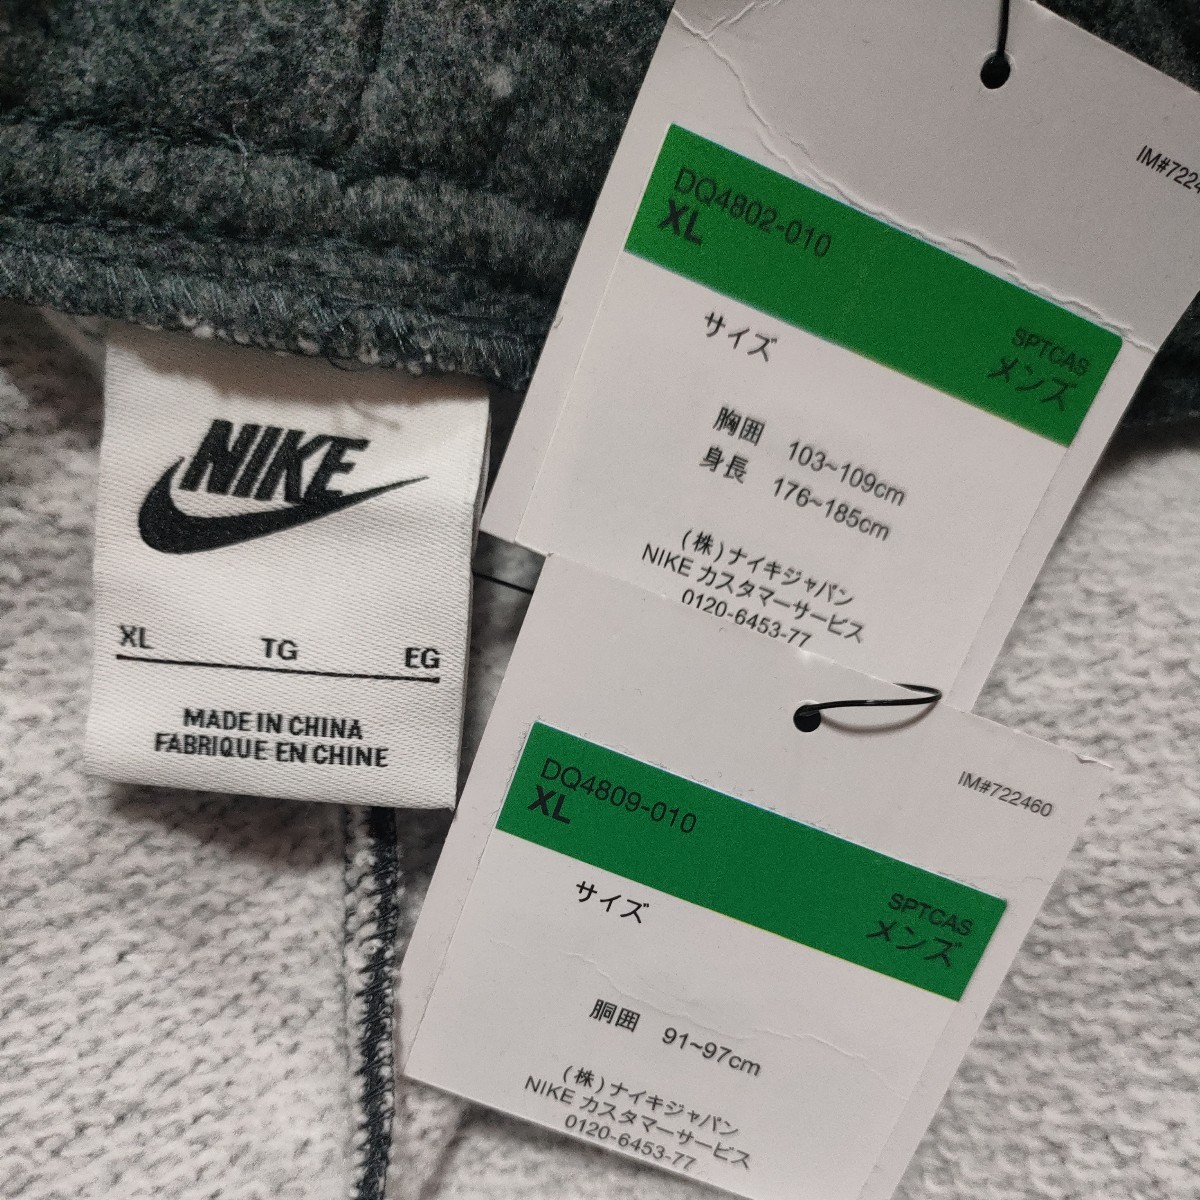 IM#7224
DQ4802-010
XL
SPTCAS
メンズ
サイズ
胸囲 103~109cm
身長 176~185cm
(株)ナイキジャパン
NIKE カスタマーサービス
0120-6453-77
NIKE
XL TG EG
MADE IN CHINA
FABRIQUE EN CHINE
IM#722460
DQ4809-010
XL
SPTCAS
メンズ
サイズ
胴囲 91~97cm
(株)ナイキジャパン
NIKE カスタマーサービス
0120-6453-77